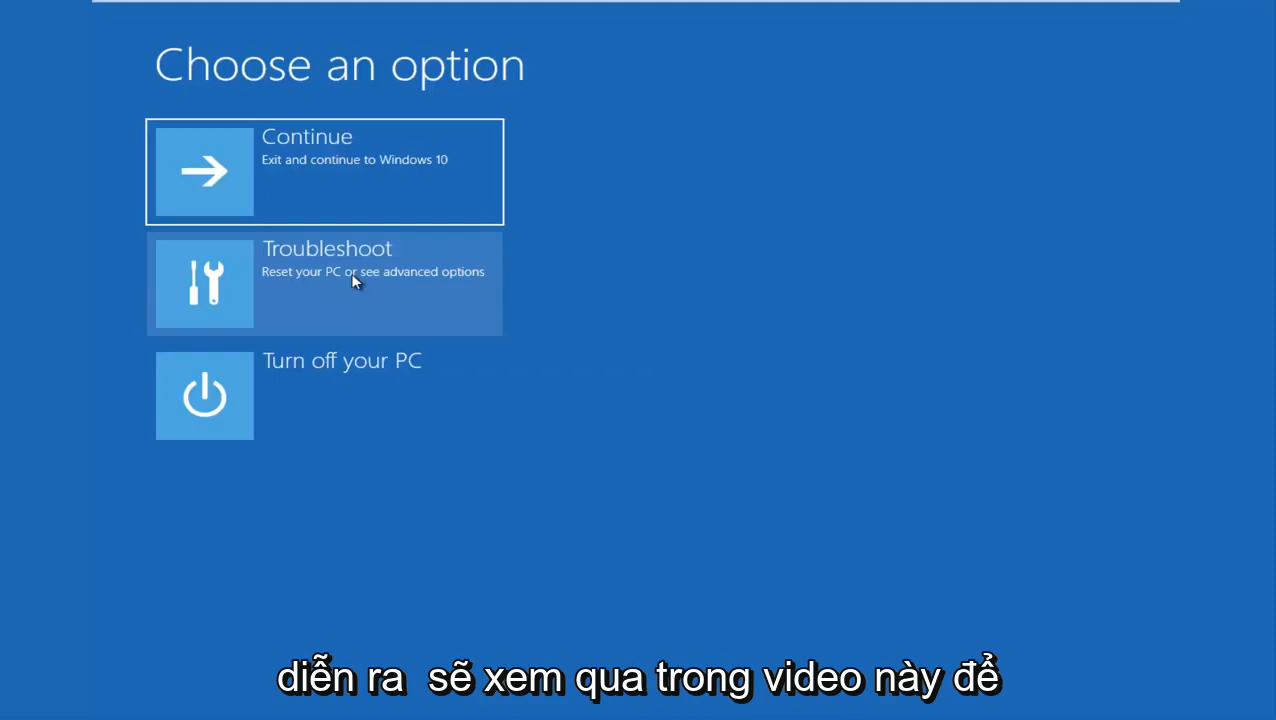 Choose an option
Continue
Exit and continue to Windows 10
Troubleshoot
Reset your PC or see advanced options
Turn off your PC
diễn ra sẽ xem qua trong video này để